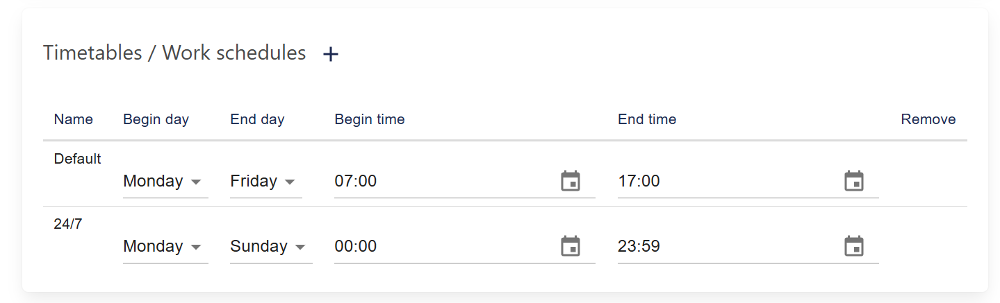 Timetables / Work schedules +
Name Begin day End day Begin time End time Remove
Default
Monday Friday 07:00 17:00
24/7
Monday Sunday 00:00 23:59